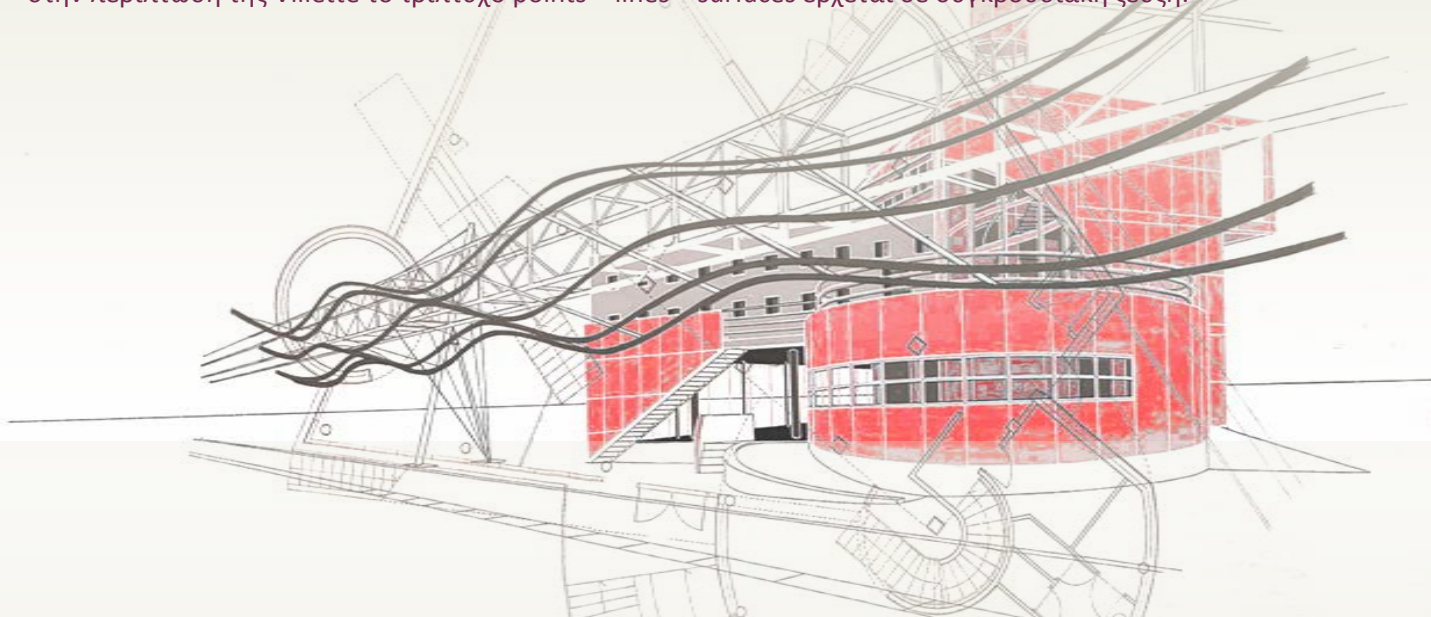 στην περίπτωση της Villette το τρίπτυχο points – lines – surfaces έρχεται σε συγκρουσιακή ζεύξη.